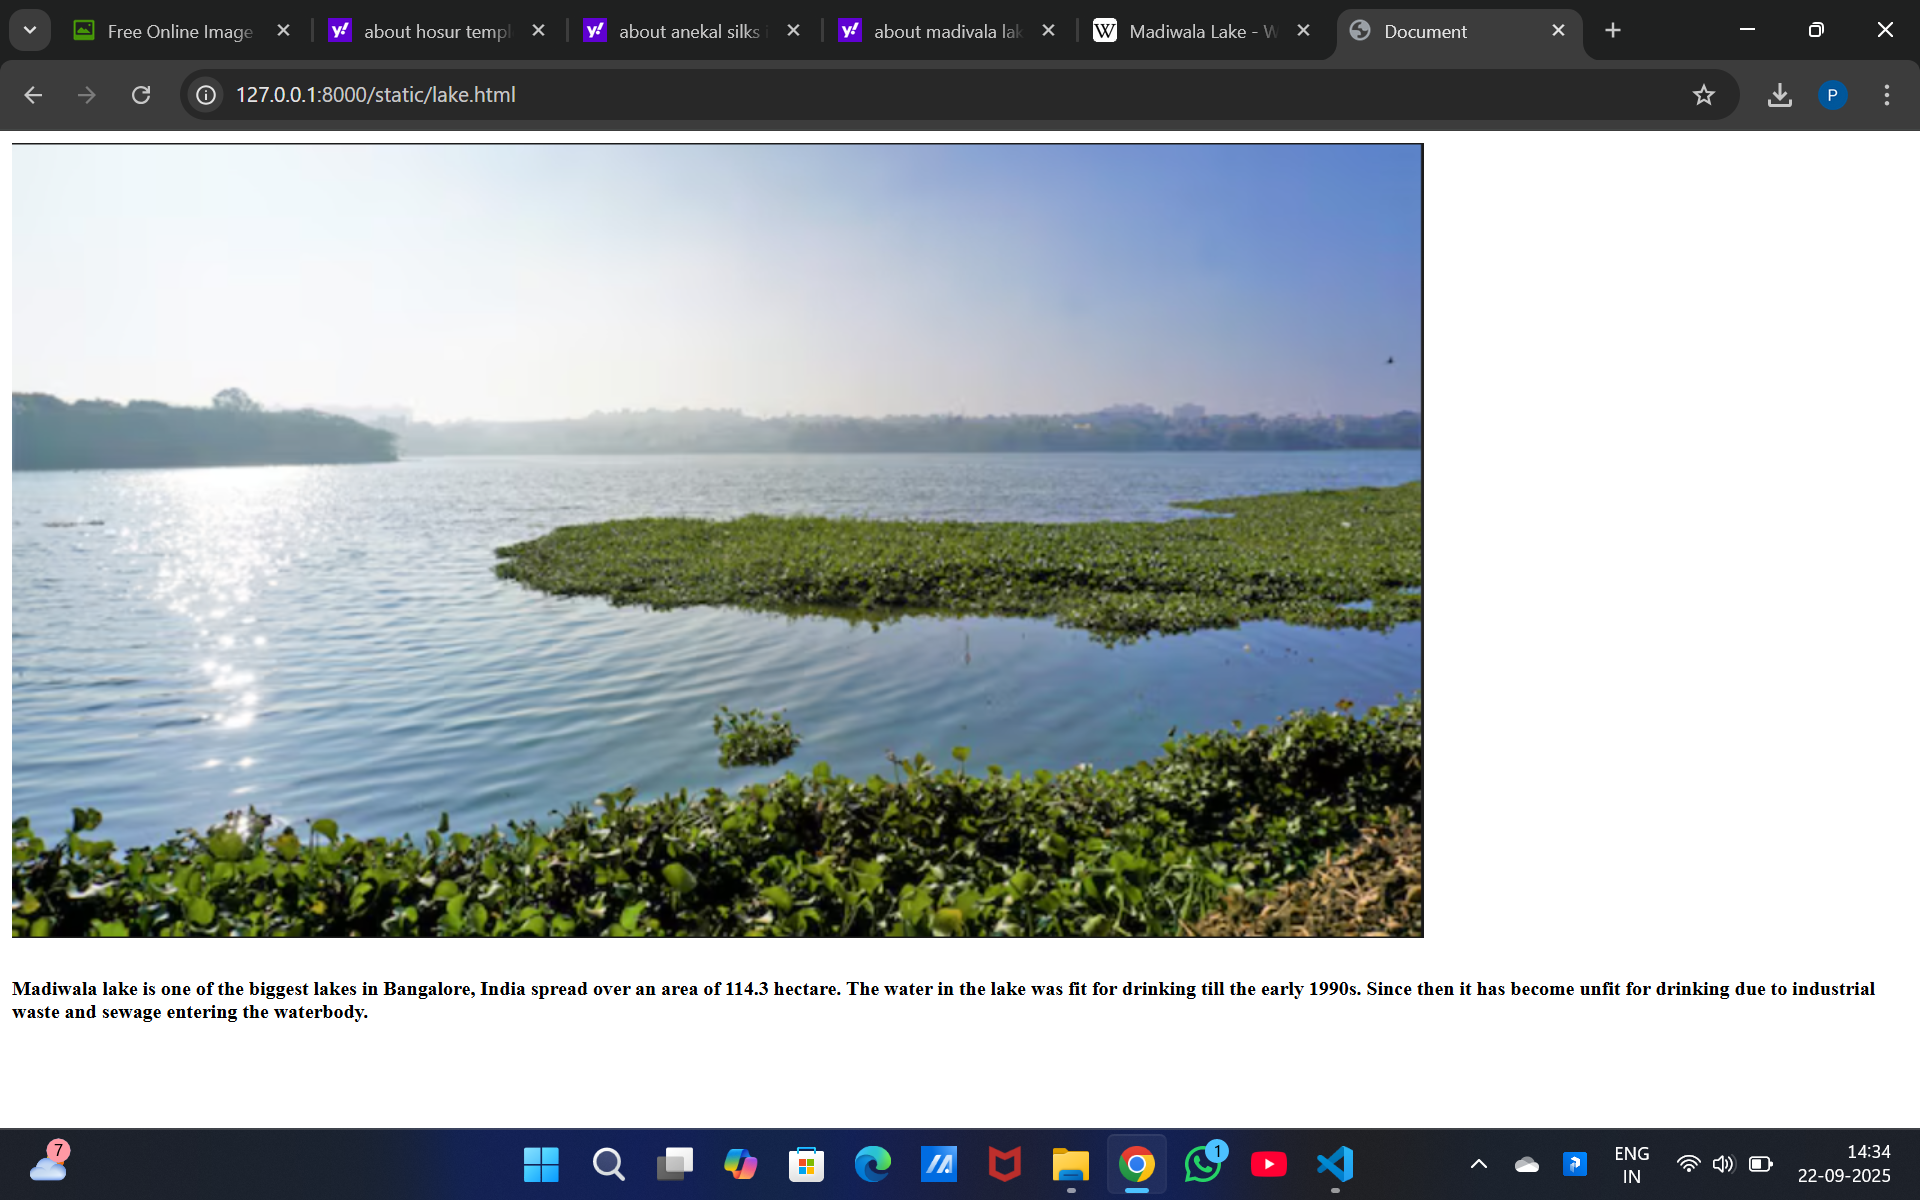 Free Online Image
about hosur templ
about anekal silks
about madivala lak
Madiwala Lake - W
Document
127.0.0.1:8000/static/lake.html
P
Madiwala lake is one of the biggest lakes in Bangalore, India spread over an area of 114.3 hectare. The water in the lake was fit for drinking till the early 1990s. Since then it has become unfit for drinking due to industrial
waste and sewage entering the waterbody.
7
1
ENG
IN
14:34
22-09-2025